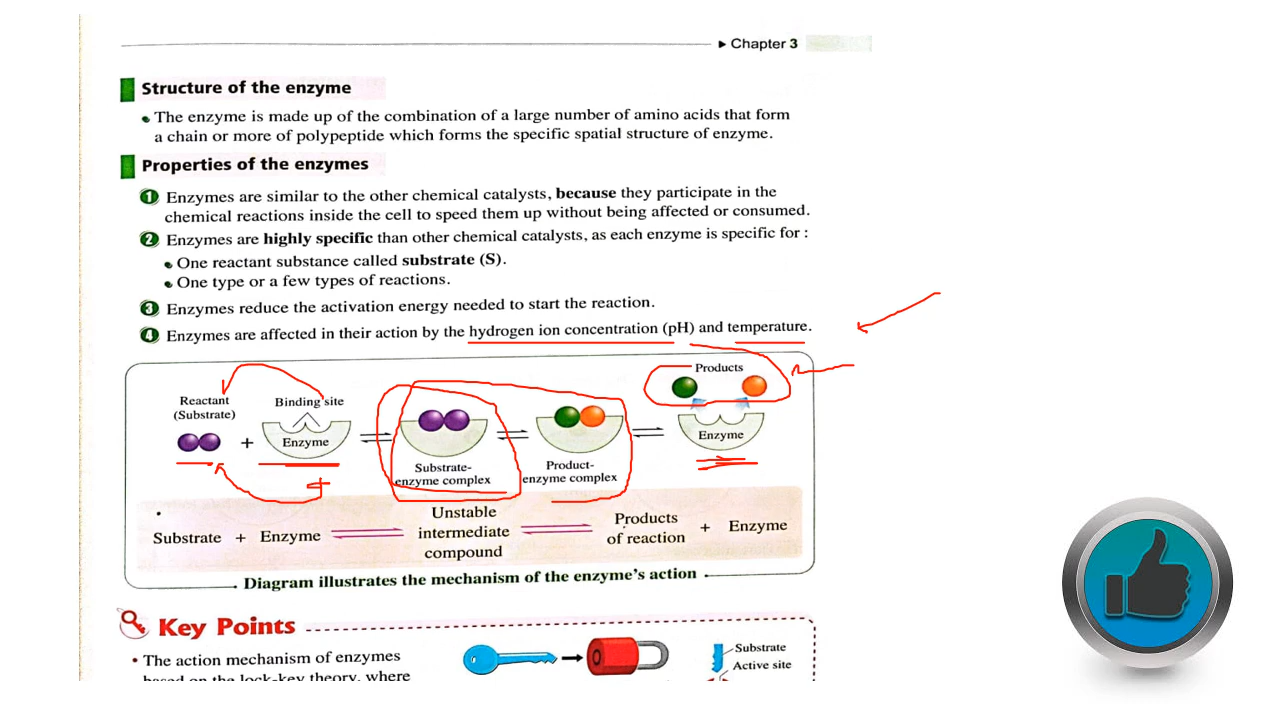 ▶ Chapter 3
Structure of the enzyme
• The enzyme is made up of the combination of a large number of amino acids that form
a chain or more of polypeptide which forms the specific spatial structure of enzyme.
Properties of the enzymes
1 Enzymes are similar to the other chemical catalysts, because they participate in the
chemical reactions inside the cell to speed them up without being affected or consumed.
2 Enzymes are highly specific than other chemical catalysts, as each enzyme is specific for :
• One reactant substance called substrate (S).
• One type or a few types of reactions.
3 Enzymes reduce the activation energy needed to start the reaction.
4 Enzymes are affected in their action by the hydrogen ion concentration (pH) and temperature.
Products
Reactant
(Substrate)
Binding site
+
Enzyme
Enzyme
Substrate-
enzyme complex
Product-
enzyme complex
Substrate + Enzyme
Unstable
intermediate
compound
Products
of reaction
+ Enzyme
Diagram illustrates the mechanism of the enzyme's action
Key Points
• The action mechanism of enzymes
based on the lock-key theory, where
Substrate
Active site